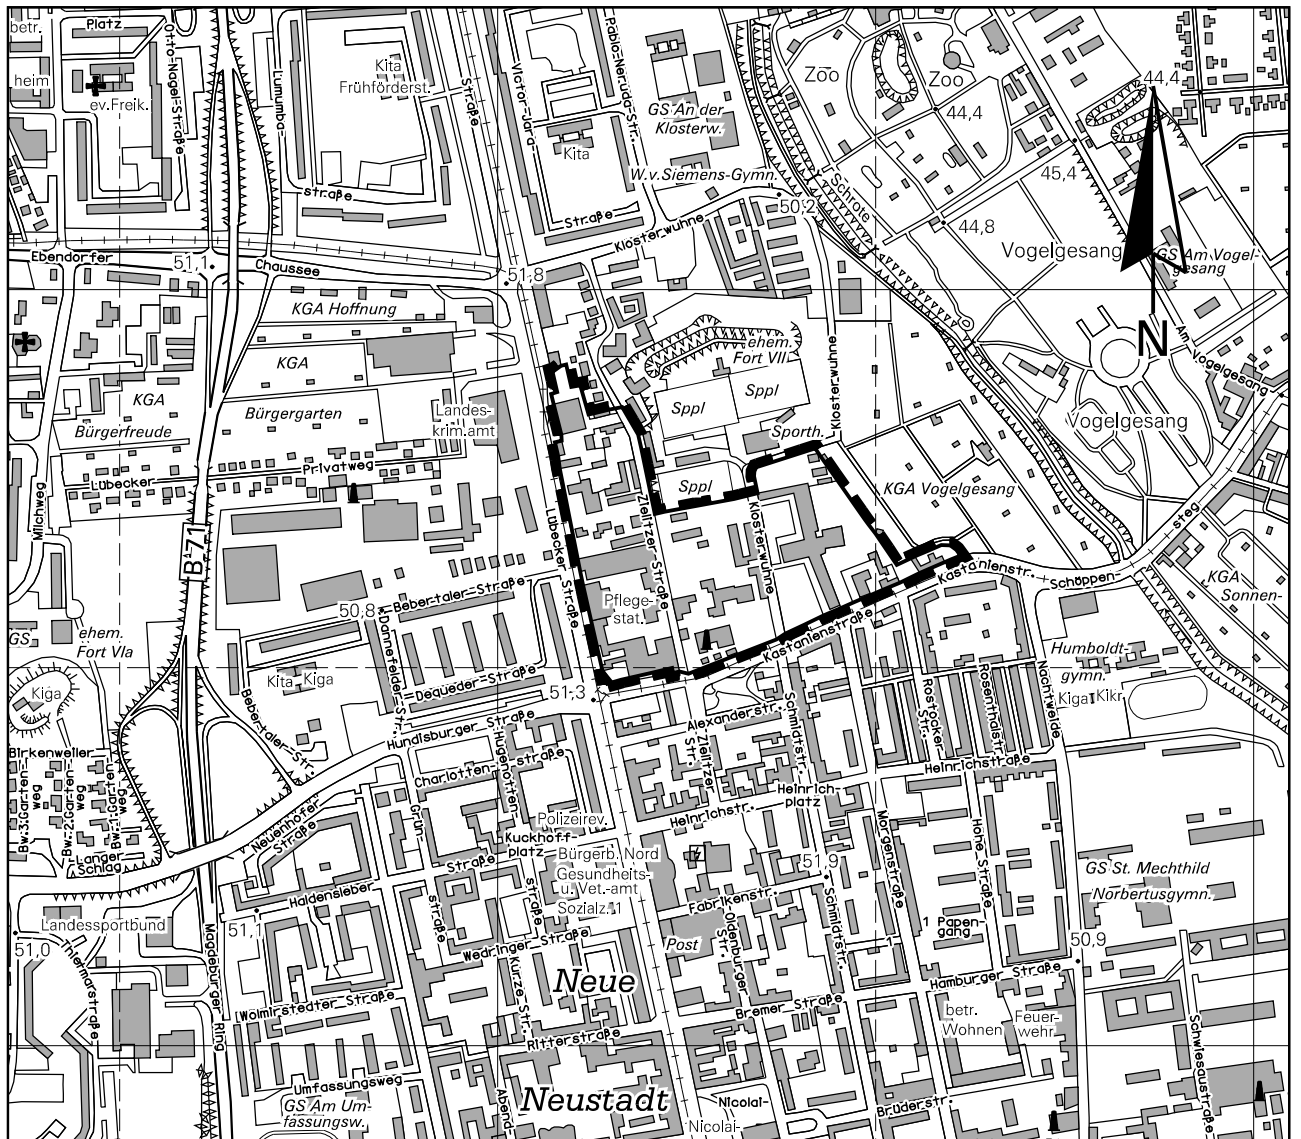 betr.
Platz
heim
ev.Freik.
Otto-Nagel-Straße
Lumumba-
straße
Kita
Frühförderst.
Straße
Victor-Jara-
Straße
Kita
Pablo-Neruda-Str.
GS An der
Klosterw.
W.v.Siemens-Gymn.
Klosterwuhne
Zoo
Zoo
44,4
44,4
45,4
44,8
50,2
Schrote
Vogelgesang
GS Am Vogel-
gesang
N
Am Vogelgesang
Ebendorfer
51,1
Chaussee
51,8
KGA Hoffnung
KGA
KGA
Bürgergarten
Bürgerfreude
Landes-
krim.amt
Privatweg
Lübecker
Milchweg
B 71
ehem.
Fort VII
Sppl
Sppl
Sppl
Sporth.
Klosterwuhne
Vogelgesang
KGA Vogelgesang
Lübecker Straße
Zielitzer Straße
Klosterwuhne
Pflege-
stat.
Kastanienstraße
Kastanienstr.
Schöppen-
steg
KGA
Sonnen-
50,8
Bebertaler-Straße
Dannefelder-Str.
Dequeder-Straße
51,3
GS
ehem.
Fort VIa
Kiga
Kita
Kiga
Bebertaler-Str.
Humboldt-
gymn.
Kiga
Kikr.
Nachtweide
Rosenthalstr.
Rostocker
Str.
Hundisburger Straße
Alexanderstr.
Schmidtstr.
Zielitzer
Str.
Heinrichstraße
Heinrich-
platz
Heinrichstr.
Birkenweiler
Bw.-3.Garten-
weg
Bw.-2.Garten-
weg
Bw.-1.Garten-
weg
Langer
Schlag
Neuenhofer
Straße
Charlotten-
straße
Hugenotten-
straße
Grün-
straße
Polizeirev.
Kuckhoff-
platz
Bürgerb. Nord
Gesundheits-
u. Vet.-amt
Sozialz. 1
Haldensleber
Straße
51,9
Morgenstraße
Hohe-Straße
GS St. Mechthild
Norbertusgymn.
Landessportbund
51,0
Thiermarstraße
51,1
Magdeburger Ring
Wedringer Straße
Kurze-Str.
Fabrikenstr.
Oldenburger
Str.
Schmidtstr.
Post
1
1 Papen-
gang
50,9
Hamburger Straße
Neue
Neustadt
Wolmirstedter Straße
Bremer Straße
Ritterstraße
betr.
Wohnen
Feuer-
wehr.
Schwiesaustraße
Umfassungsweg
GS Am Um-
fassungsw.
Abend-
Nicolai-
Nicolai-
Brüderstr.